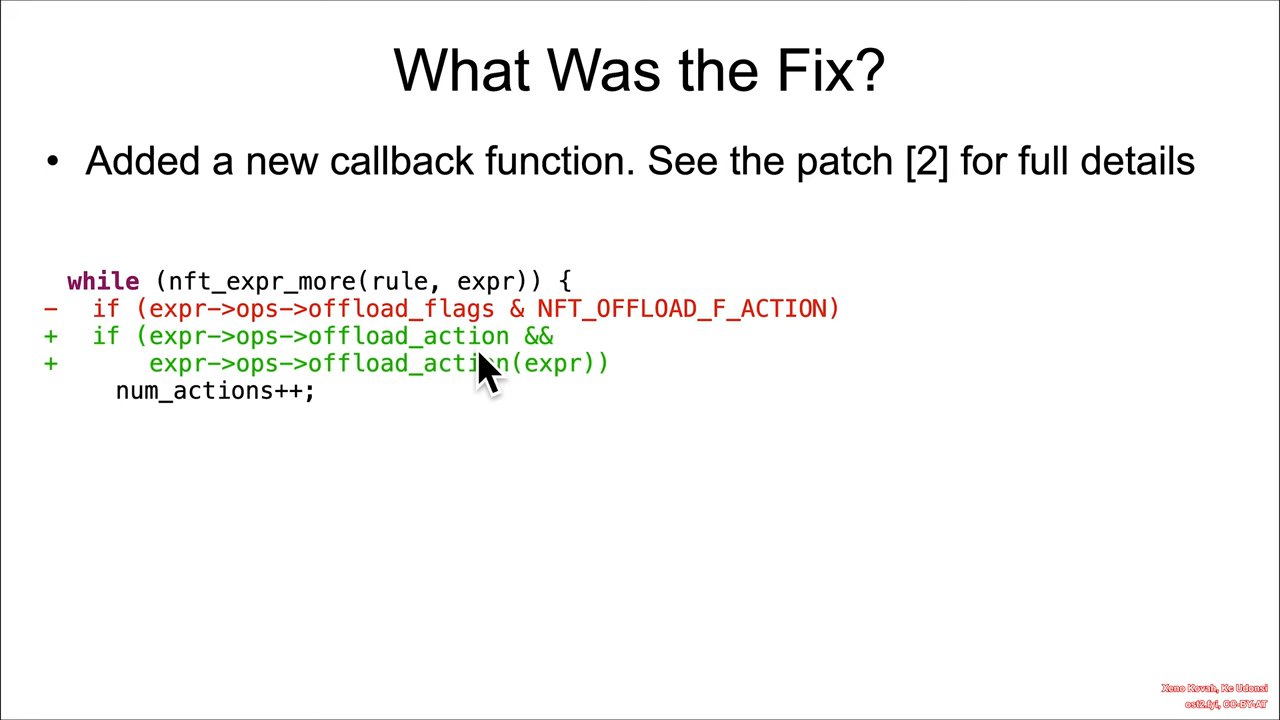 What Was the Fix?
• Added a new callback function. See the patch [2] for full details
while (nft_expr_more(rule, expr)) {
- if (expr->ops->offload_flags & NFT_OFFLOAD_F_ACTION)
+ if (expr->ops->offload_action &&
+ expr->ops->offload_action(expr))
num_actions++;
Xeno Kovah, Kc Udonsi
ost2.fyi, CC-BY-AT